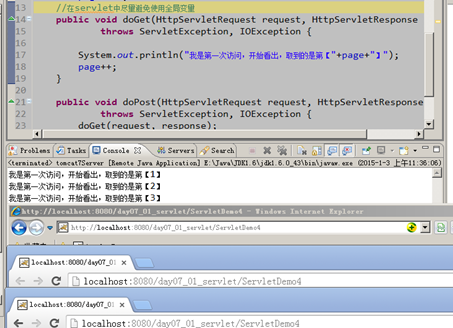 13 //在servlet中尽量避免使用全局变量
14 public void doGet(HttpServletRequest request, HttpServletResponse
15 throws ServletException, IOException {
16
17 System.out.println("我是第一次访问，开始看出，取到的是第【"+page+"】");
18 page++;
19 }
20
21 public void doPost(HttpServletRequest request, HttpServletResponse
22 throws ServletException, IOException {
23 doGet(request, response);
Problems Tasks Console Servers Search
<terminated> tomcat7Server [Remote Java Application] E:\Java\JDK1.6\jdk1.6.0_43\bin\javaw.exe (2015-1-3 上午11:36:06)
我是第一次访问，开始看出，取到的是第【1】
我是第一次访问，开始看出，取到的是第【2】
我是第一次访问，开始看出，取到的是第【3】
http://localhost:8080/day07_01_servlet/ServletDemo4 - Windows Internet Explorer
http://localhost:8080/day07_01_servlet/ServletDemo4
localhost:8080/day07_01
localhost:8080/day07_01_servlet/ServletDemo4
localhost:8080/day07_01
localhost:8080/day07_01_servlet/ServletDemo4